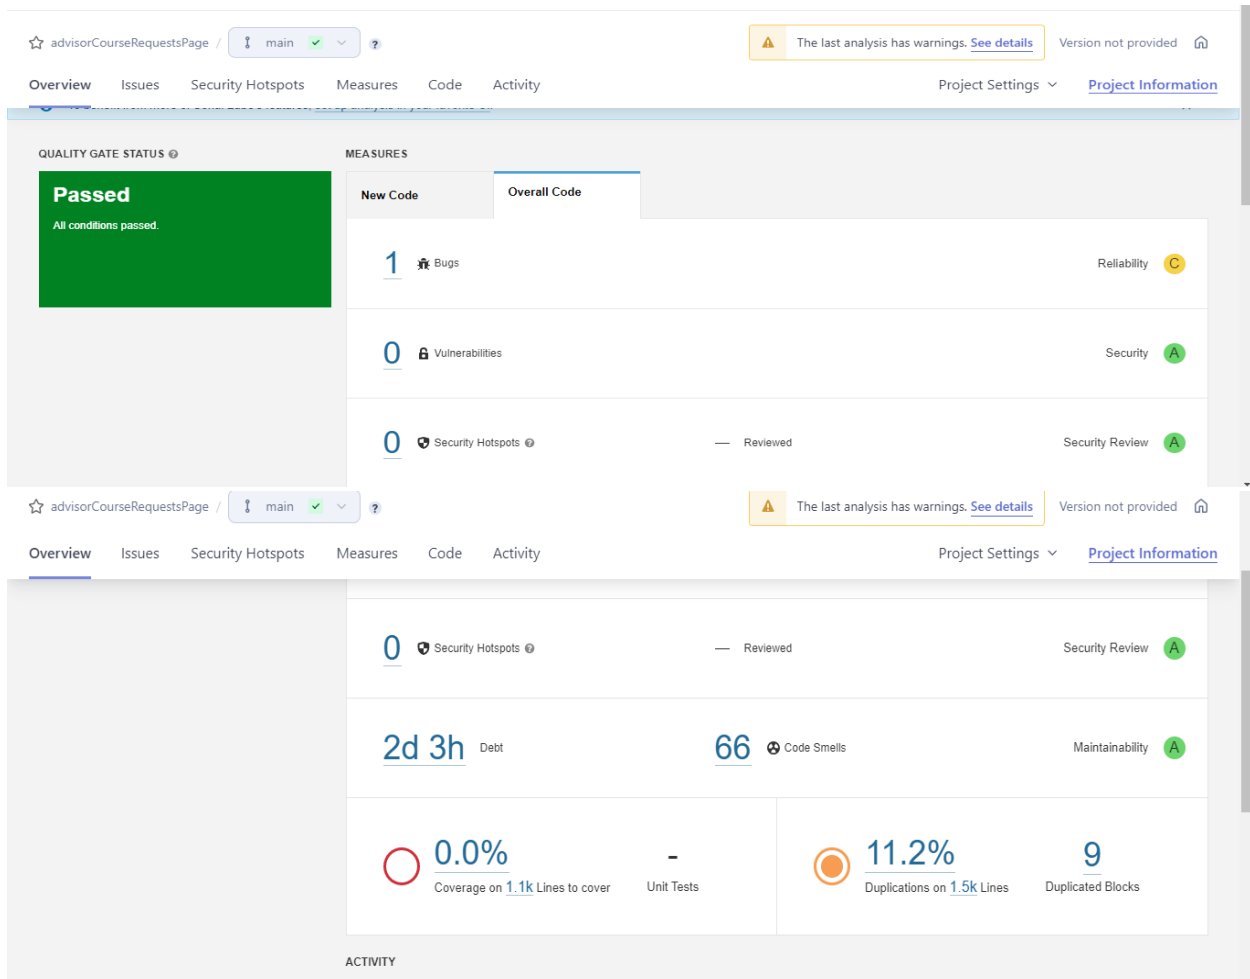 advisorCourseRequestsPage / main ?
The last analysis has warnings. See details Version not provided
Overview Issues Security Hotspots Measures Code Activity Project Settings Project Information
QUALITY GATE STATUS ?
MEASURES
Passed
All conditions passed.
New Code Overall Code
1 Bugs Reliability C
0 Vulnerabilities Security A
0 Security Hotspots ? — Reviewed Security Review A
advisorCourseRequestsPage / main ?
The last analysis has warnings. See details Version not provided
Overview Issues Security Hotspots Measures Code Activity Project Settings Project Information
0 Security Hotspots ? — Reviewed Security Review A
2d 3h Debt 66 Code Smells Maintainability A
0.0% - 11.2% 9
Coverage on 1.1k Lines to cover Unit Tests Duplications on 1.5k Lines Duplicated Blocks
ACTIVITY